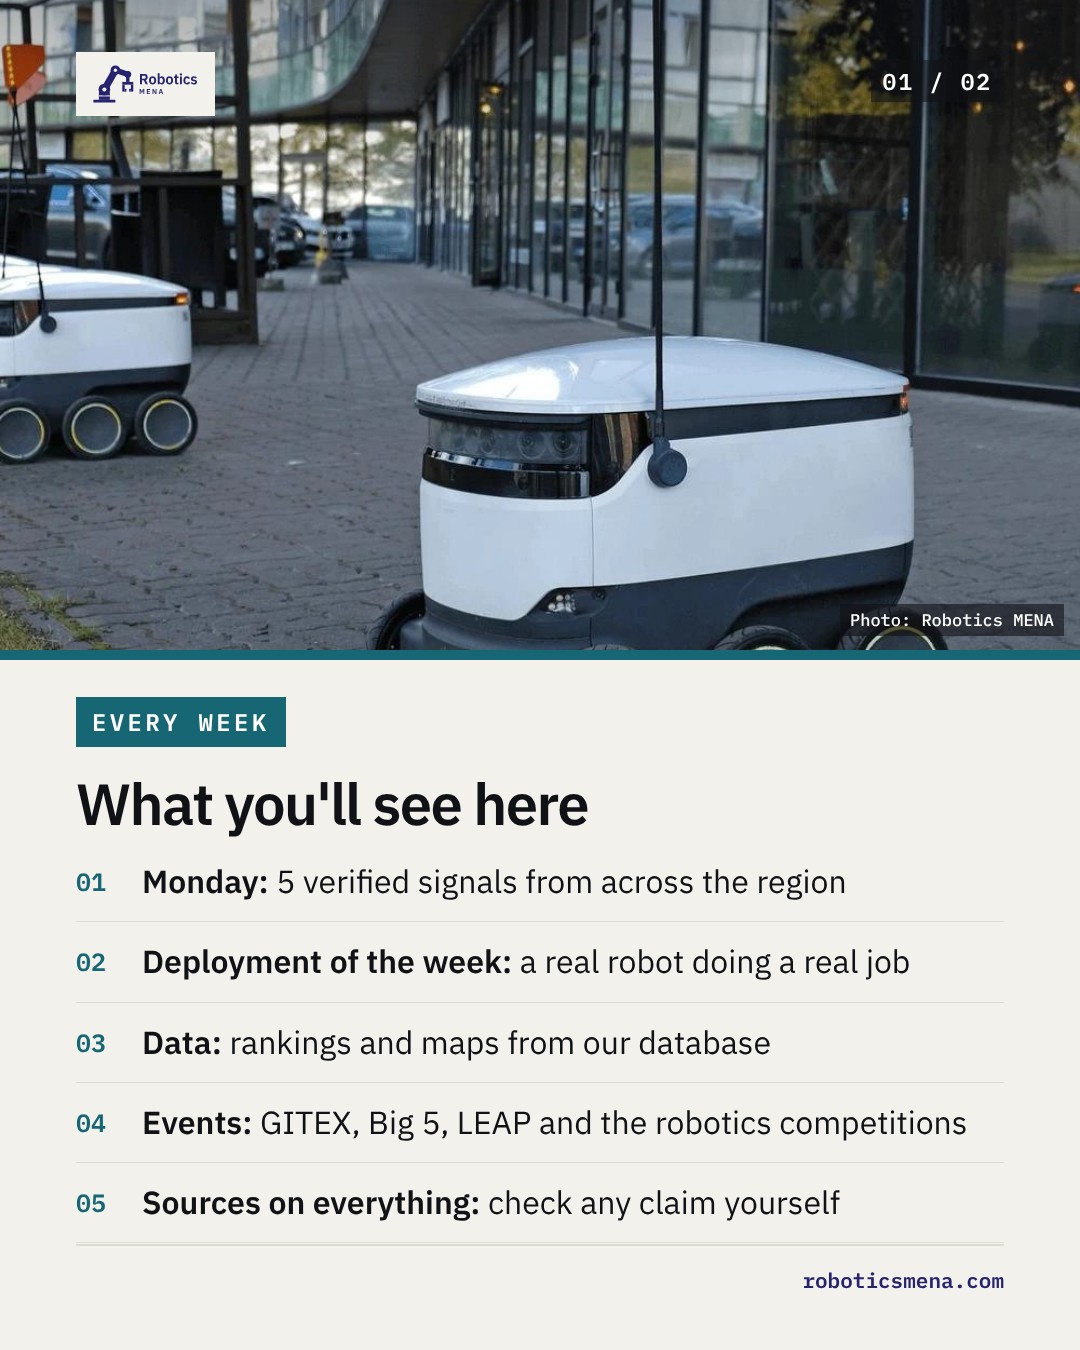 Robotics
MENA
01 / 02
Photo: Robotics MENA
EVERY WEEK
What you'll see here
01 Monday: 5 verified signals from across the region
02 Deployment of the week: a real robot doing a real job
03 Data: rankings and maps from our database
04 Events: GITEX, Big 5, LEAP and the robotics competitions
05 Sources on everything: check any claim yourself
roboticsmena.com